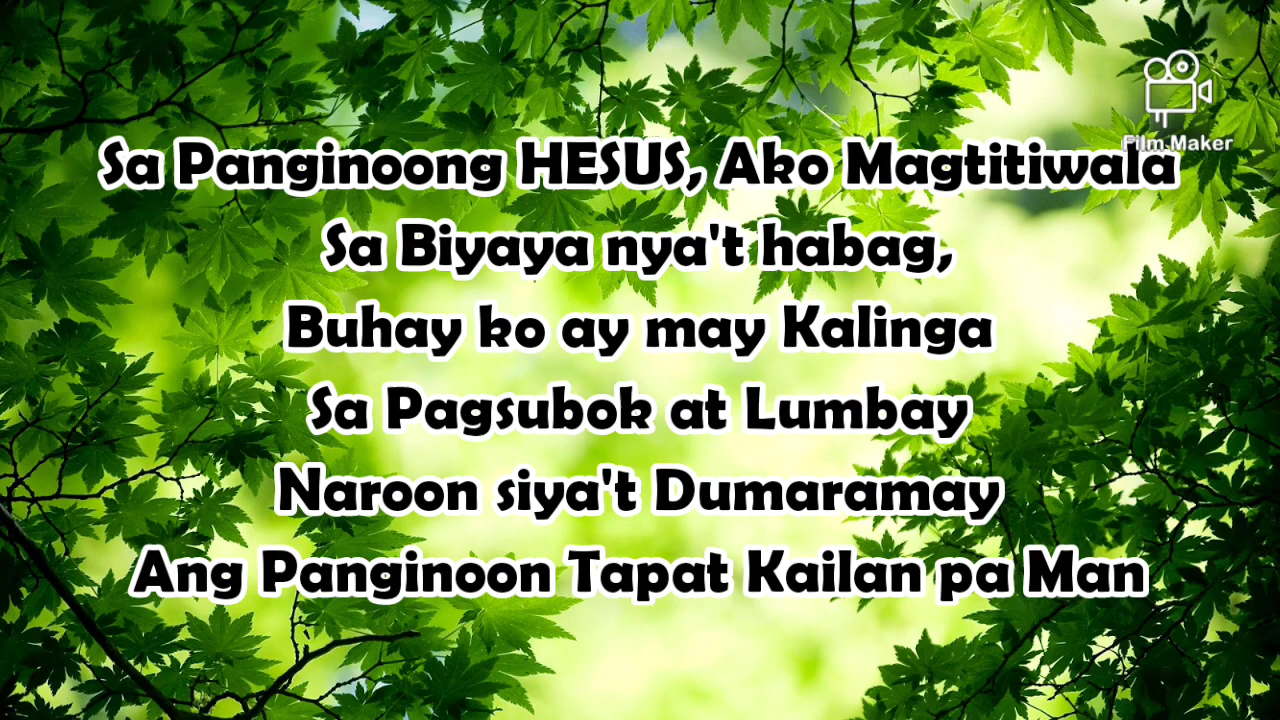 Film Maker
Sa Panginoong HESUS, Ako Magtitiwala
Sa Biyaya nya't habag,
Buhay ko ay may Kalinga
Sa Pagsubok at Lumbay
Naroon siya't Dumaramay
Ang Panginoon Tapat Kailan pa Man